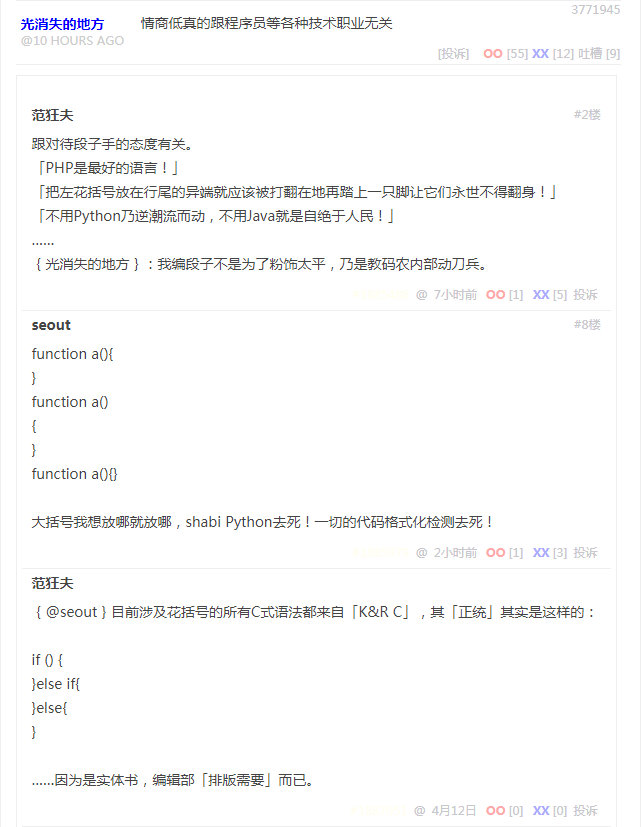 3771945
光消失的地方
情商低真的跟程序员等各种技术职业无关
@10 HOURS AGO
[投诉] OO [55] XX [12] 吐槽 [9]
范狂夫 #2楼
跟对待段子手的态度有关。
「PHP是最好的语言！」
「把左花括号放在行尾的异端就应该被打翻在地再踏上一只脚让它们永世不得翻身！」
「不用Python乃逆潮流而动，不用Java就是自绝于人民！」
……
｛ 光消失的地方 ｝：我编段子不是为了粉饰太平，乃是教码农内部动刀兵。
@ 7小时前 OO [1] XX [5] 投诉
seout #8楼
function a(){
}
function a()
{
}
function a(){}
大括号我想放哪就放哪，shabi Python去死！一切的代码格式化检测去死！
@ 2小时前 OO [1] XX [3] 投诉
范狂夫
｛ @seout ｝目前涉及花括号的所有C式语法都来自「K&R C」，其「正统」其实是这样的：
if () {
}else if{
}else{
}
……因为是实体书，编辑部「排版需要」而已。
@ 4月12日 OO [0] XX [0] 投诉